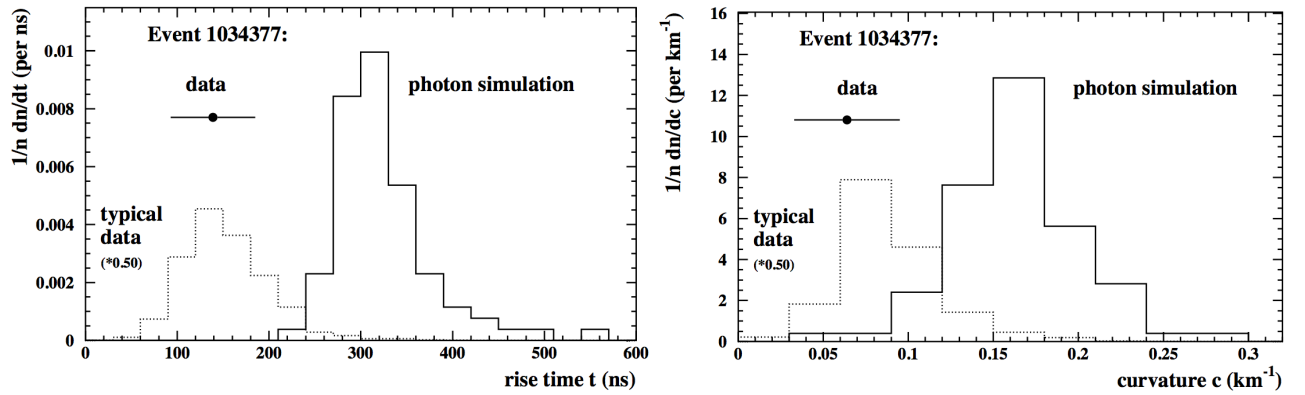 Event 1034377:
data
photon simulation
typical
data
(*0.50)
1/n dn/dt (per ns)
0.01
0.008
0.006
0.004
0.002
0
0 100 200 300 400 500 600
rise time t (ns)
Event 1034377:
data
photon simulation
typical
data
(*0.50)
1/n dn/dc (per km⁻¹)
16
14
12
10
8
6
4
2
0
0 0.05 0.1 0.15 0.2 0.25 0.3
curvature c (km⁻¹)